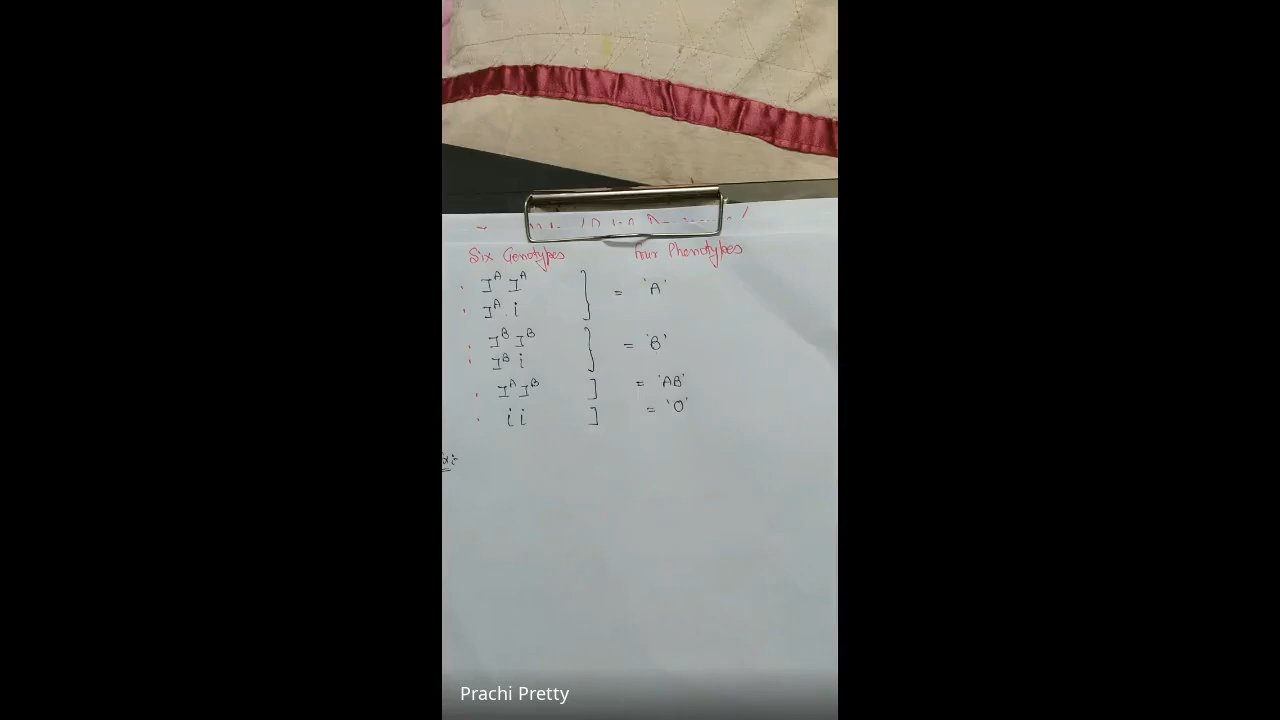 Six Genotypes Four Phenotypes
· I^A I^A ] = 'A'
· I^A i
· I^B I^B ] = 'B'
· I^B i
· I^A I^B ] = 'AB'
· i i ] = 'O'
Prachi Pretty